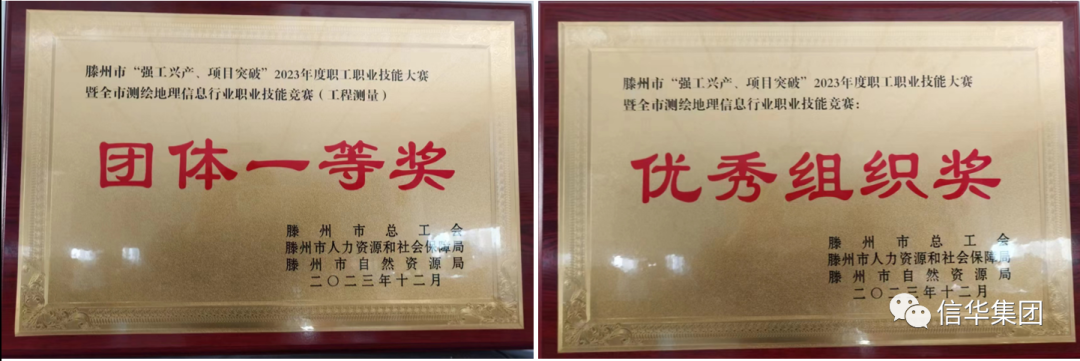 滕州市“强工兴产、项目突破”2023年度职工职业技能大赛
暨全市测绘地理信息行业职业技能竞赛（工程测量）
团体一等奖
滕州市总工会
滕州市人力资源和社会保障局
滕州市自然资源局
二〇二三年十二月
滕州市“强工兴产、项目突破”2023年度职工职业技能大赛
暨全市测绘地理信息行业职业技能竞赛：
优秀组织奖
滕州市总工会
滕州市人力资源和社会保障局
滕州市自然资源局
二〇二三年十二月
信华集团